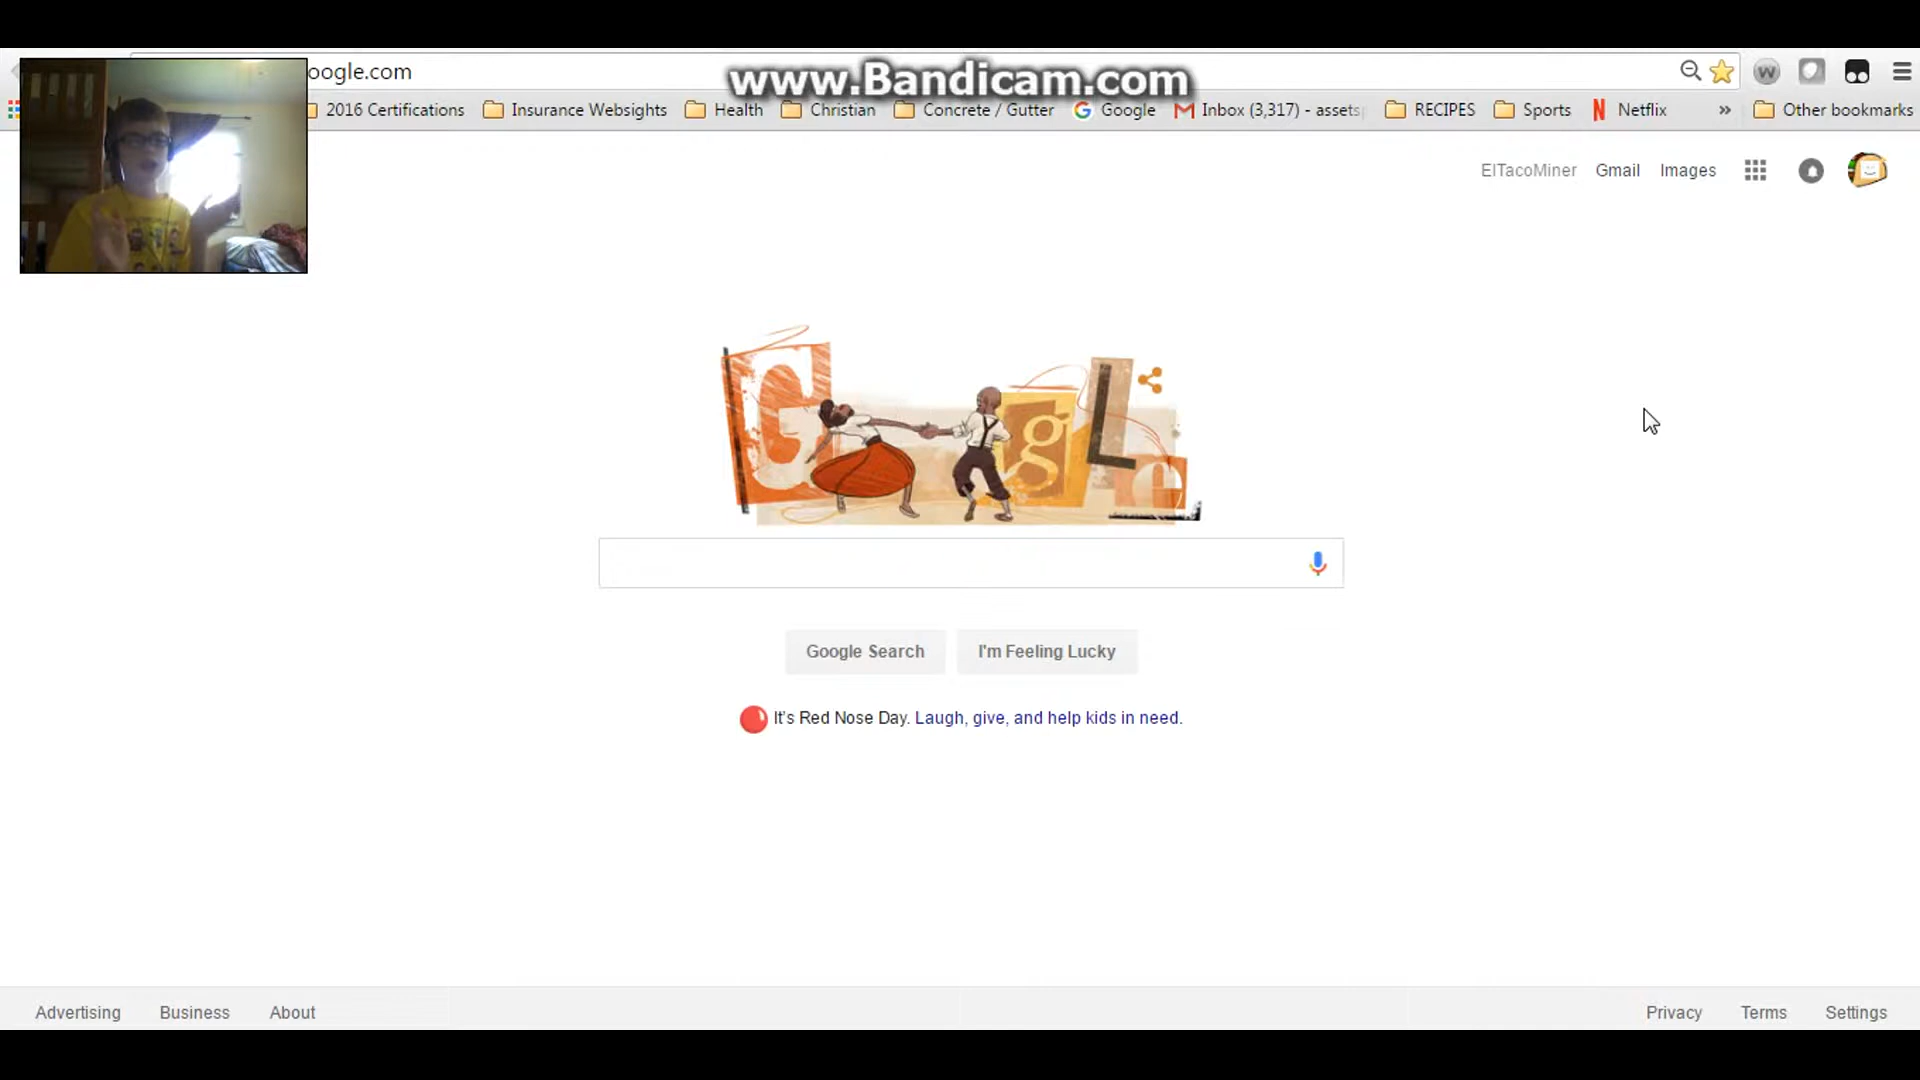 oogle.com
www.Bandicam.com
2016 Certifications Insurance Websights Health Christian Concrete / Gutter Google Inbox (3,317) - assets RECIPES Sports Netflix » Other bookmarks
ElTacoMiner Gmail Images
G gle
Google Search I'm Feeling Lucky
It's Red Nose Day. Laugh, give, and help kids in need.
Advertising Business About Privacy Terms Settings